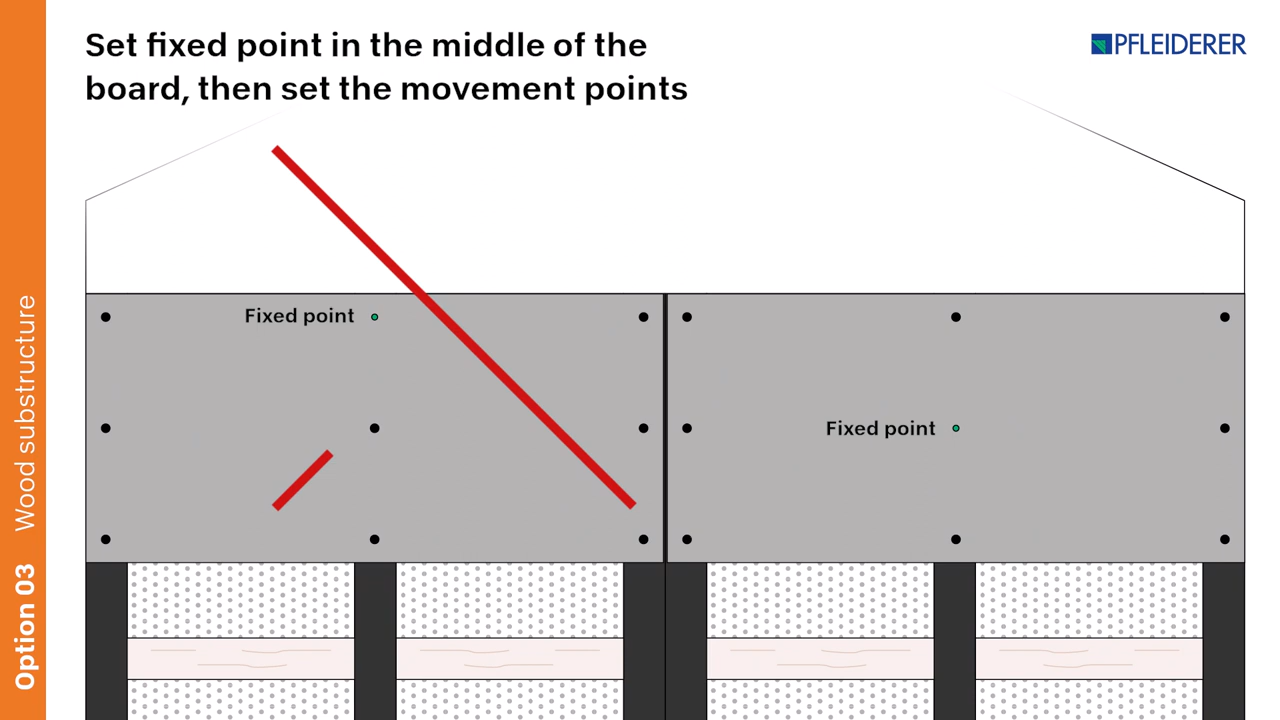 Set fixed point in the middle of the
board, then set the movement points
PFLEIDERER
Fixed point
Fixed point
Option 03 Wood substructure